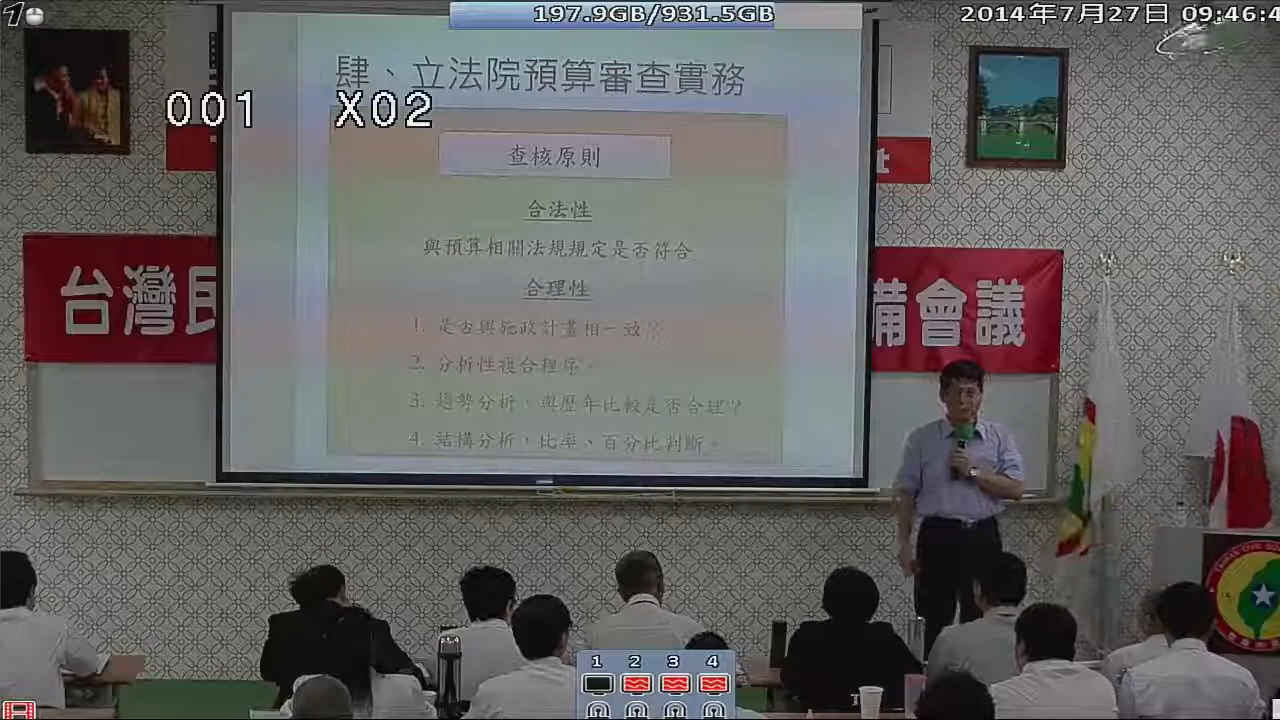 197.9GB/931.5GB
2014年7月27日 09:46:4
001 X02
肆、立法院預算審查實務
查核原則
合法性
與預算相關法規規定是否符合
合理性
1. 是否與施政計畫相一致？
2. 分析性複合程序。
3. 趨勢分析，與歷年比較是否合理？
4. 結構分析，比率、百分比判斷。
台灣民
備會議
1 2 3 4